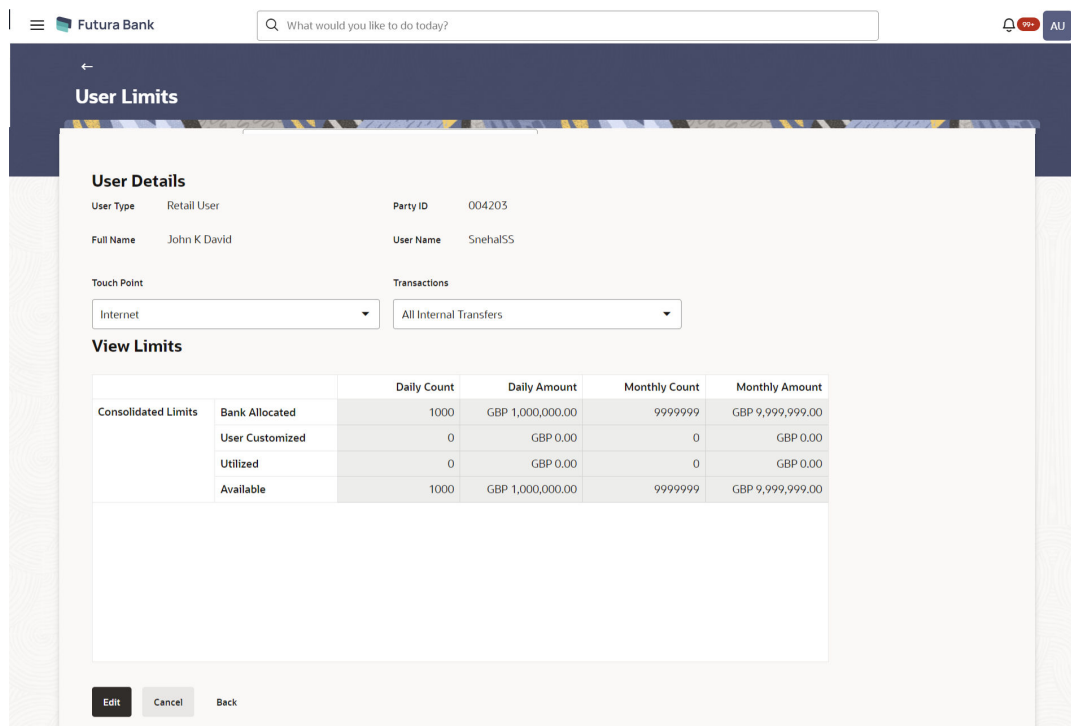 Futura Bank
What would you like to do today?
99+
AU
User Limits
User Details
User Type Retail User Party ID 004203
Full Name John K David User Name SnehalSS
Touch Point Transactions
Internet All Internal Transfers
View Limits
Daily Count Daily Amount Monthly Count Monthly Amount
Consolidated Limits Bank Allocated 1000 GBP 1,000,000.00 9999999 GBP 9,999,999.00
User Customized 0 GBP 0.00 0 GBP 0.00
Utilized 0 GBP 0.00 0 GBP 0.00
Available 1000 GBP 1,000,000.00 9999999 GBP 9,999,999.00
Edit Cancel Back